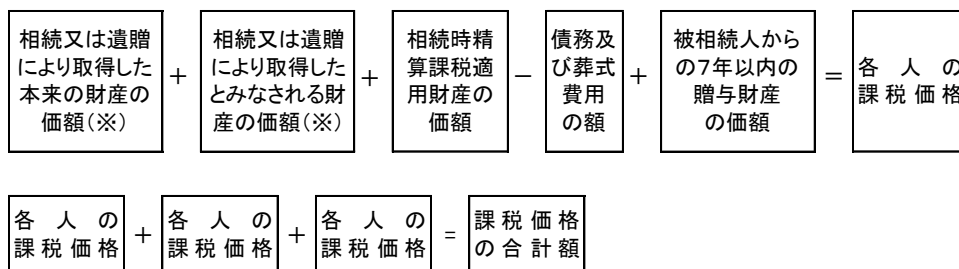 相続又は遺贈
により取得した
本来の財産の
価額(※)
+
相続又は遺贈
により取得した
とみなされる財
産の価額(※)
+
相続時精
算課税適
用財産の
価額
−
債務及
び葬式
費用
の額
+
被相続人から
の7年以内の
贈与財産
の価額
=
各人の
課税価格
各人の
課税価格
+
各人の
課税価格
+
各人の
課税価格
=
課税価格
の合計額